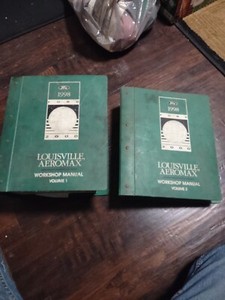 1998
LOUISVILLE,
AEROMAX
WORKSHOP MANUAL
VOLUME 1
1998
LOUISVILLE,
AEROMAX
WORKSHOP MANUAL
VOLUME 2